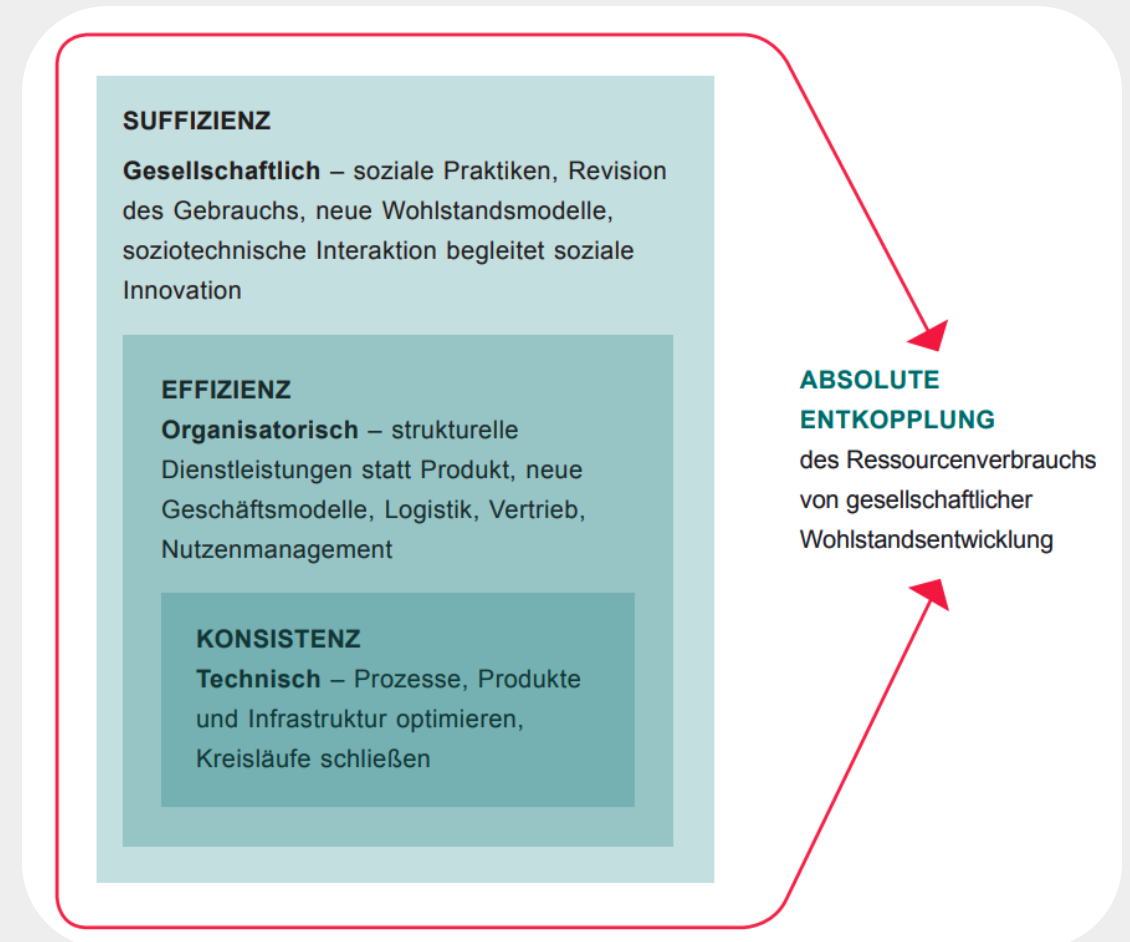 SUFFIZIENZ
Gesellschaftlich – soziale Praktiken, Revision
des Gebrauchs, neue Wohlstandsmodelle,
soziotechnische Interaktion begleitet soziale
Innovation
EFFIZIENZ
Organisatorisch – strukturelle
Dienstleistungen statt Produkt, neue
Geschäftsmodelle, Logistik, Vertrieb,
Nutzenmanagement
KONSISTENZ
Technisch – Prozesse, Produkte
und Infrastruktur optimieren,
Kreisläufe schließen
ABSOLUTE
ENTKOPPLUNG
des Ressourcenverbrauchs
von gesellschaftlicher
Wohlstandsentwicklung